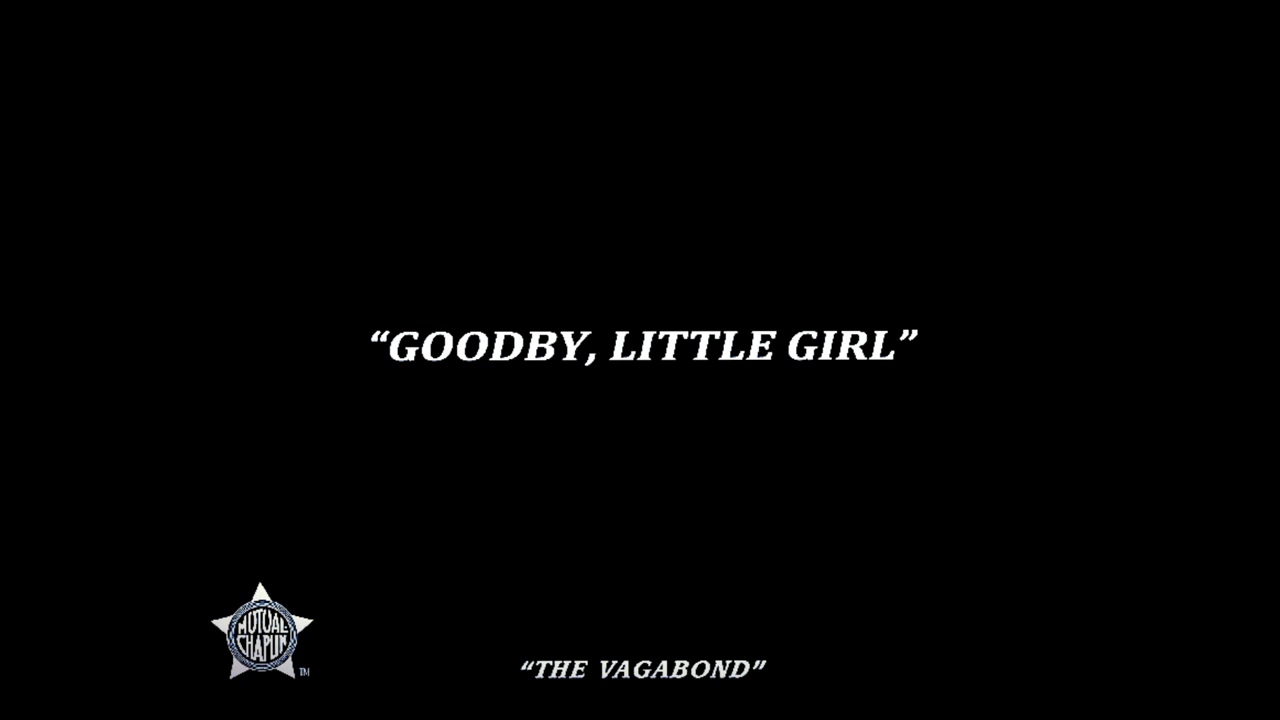 “GOODBY, LITTLE GIRL”
MUTUAL-
CHAPLIN
TM
“THE VAGABOND”